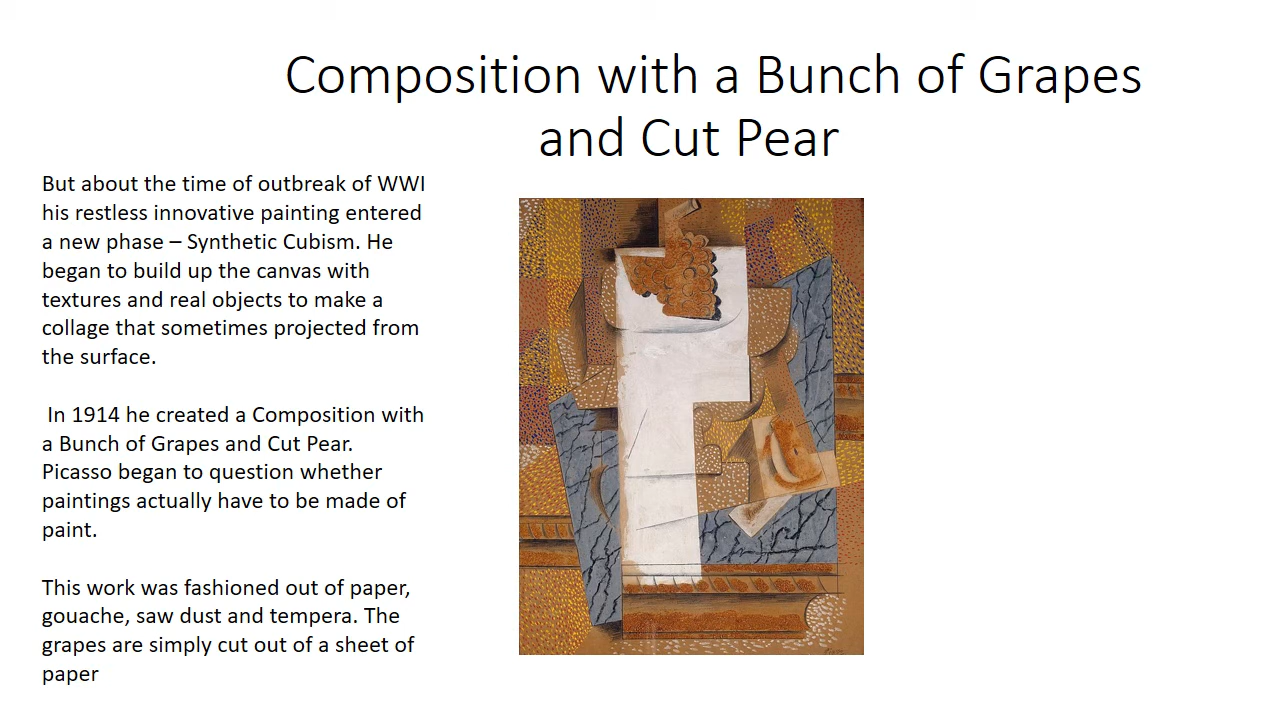 Composition with a Bunch of Grapes
and Cut Pear
But about the time of outbreak of WWI
his restless innovative painting entered
a new phase – Synthetic Cubism. He
began to build up the canvas with
textures and real objects to make a
collage that sometimes projected from
the surface.
In 1914 he created a Composition with
a Bunch of Grapes and Cut Pear.
Picasso began to question whether
paintings actually have to be made of
paint.
This work was fashioned out of paper,
gouache, saw dust and tempera. The
grapes are simply cut out of a sheet of
paper